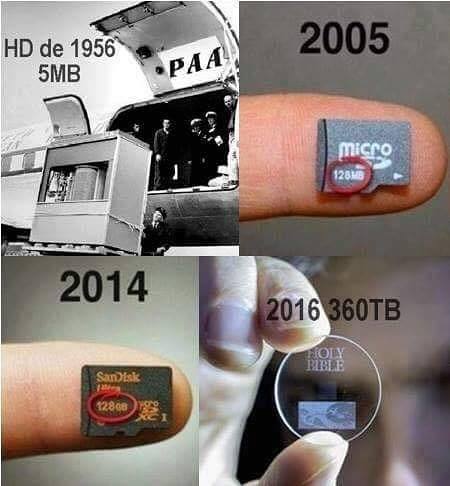 HD de 1956
5MB
PAA
2005
micro
128MB
2014
SanDisk
Ultra
128GB
micro
XC I
2016 360TB
HOLY
BIBLE